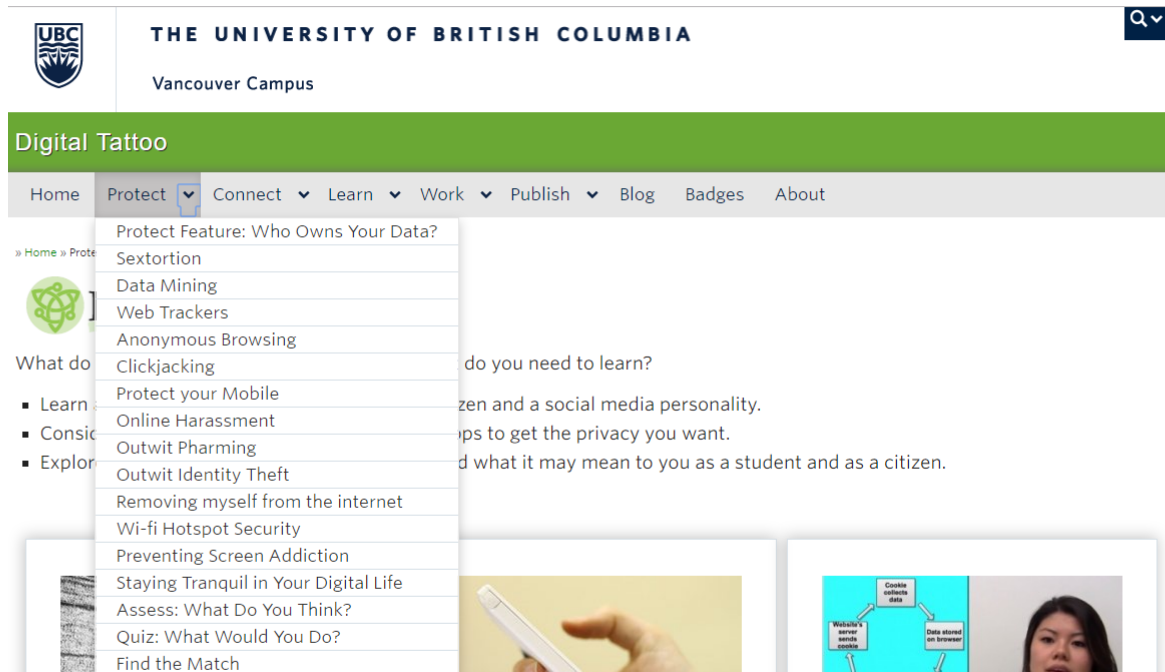 UBC
THE UNIVERSITY OF BRITISH COLUMBIA
Vancouver Campus
Digital Tattoo
Home Protect Connect Learn Work Publish Blog Badges About
Protect Feature: Who Owns Your Data?
» Home » Prote
Sextortion
Data Mining
Web Trackers
Anonymous Browsing
What do
Clickjacking
do you need to learn?
Protect your Mobile
Learn
zen and a social media personality.
Online Harassment
Consid
ps to get the privacy you want.
Outwit Pharming
Explor
d what it may mean to you as a student and as a citizen.
Outwit Identity Theft
Removing myself from the internet
Wi-fi Hotspot Security
Preventing Screen Addiction
Staying Tranquil in Your Digital Life
Assess: What Do You Think?
Quiz: What Would You Do?
Find the Match
Cookie
collects
data
Website's
server
sends
cookie
Data stored
on browser